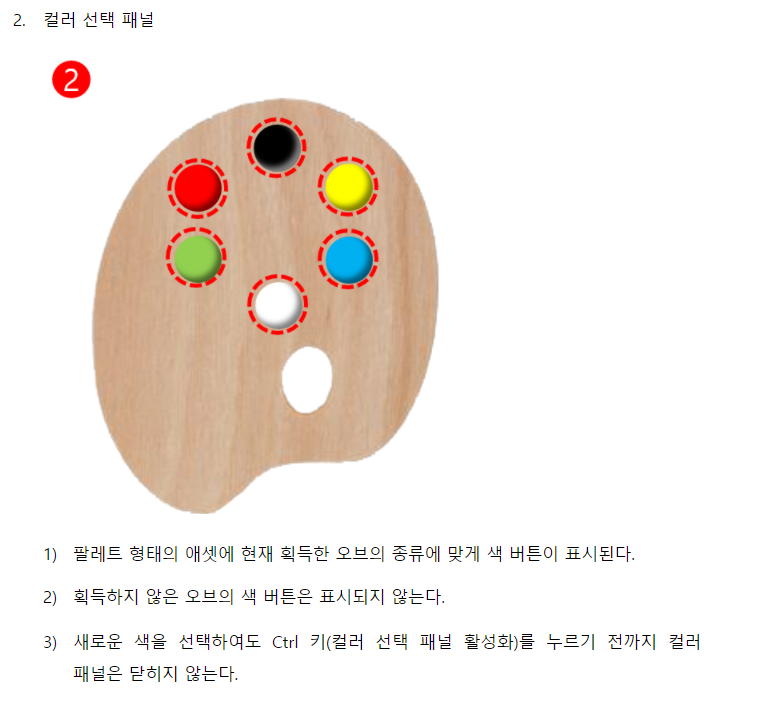 2. 컬러 선택 패널
2
1) 팔레트 형태의 애셋에 현재 획득한 오브의 종류에 맞게 색 버튼이 표시된다.
2) 획득하지 않은 오브의 색 버튼은 표시되지 않는다.
3) 새로운 색을 선택하여도 Ctrl 키(컬러 선택 패널 활성화)를 누르기 전까지 컬러
패널은 닫히지 않는다.